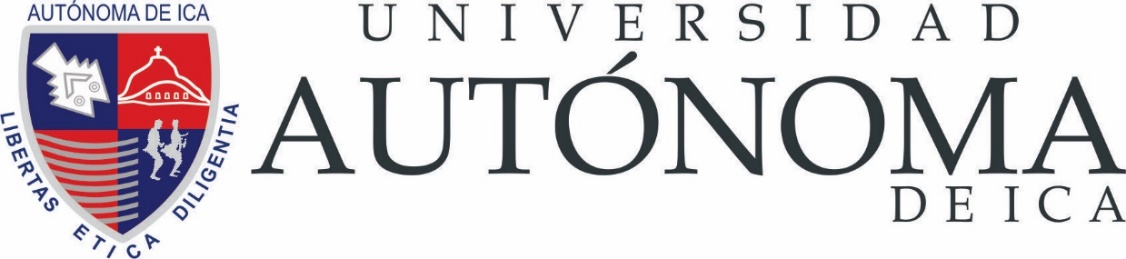 AUTÓNOMA DE ICA
LIBERTAS ETICA DILIGENTIA
UNIVERSIDAD
AUTÓNOMA
DE ICA